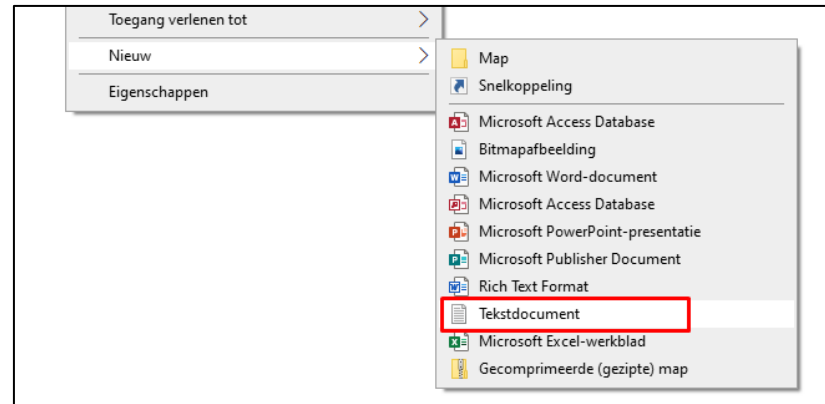 Toegang verlenen tot
Nieuw
Eigenschappen
Map
Snelkoppeling
Microsoft Access Database
Bitmapafbeelding
Microsoft Word-document
Microsoft Access Database
Microsoft PowerPoint-presentatie
Microsoft Publisher Document
Rich Text Format
Tekstdocument
Microsoft Excel-werkblad
Gecomprimeerde (gezipte) map